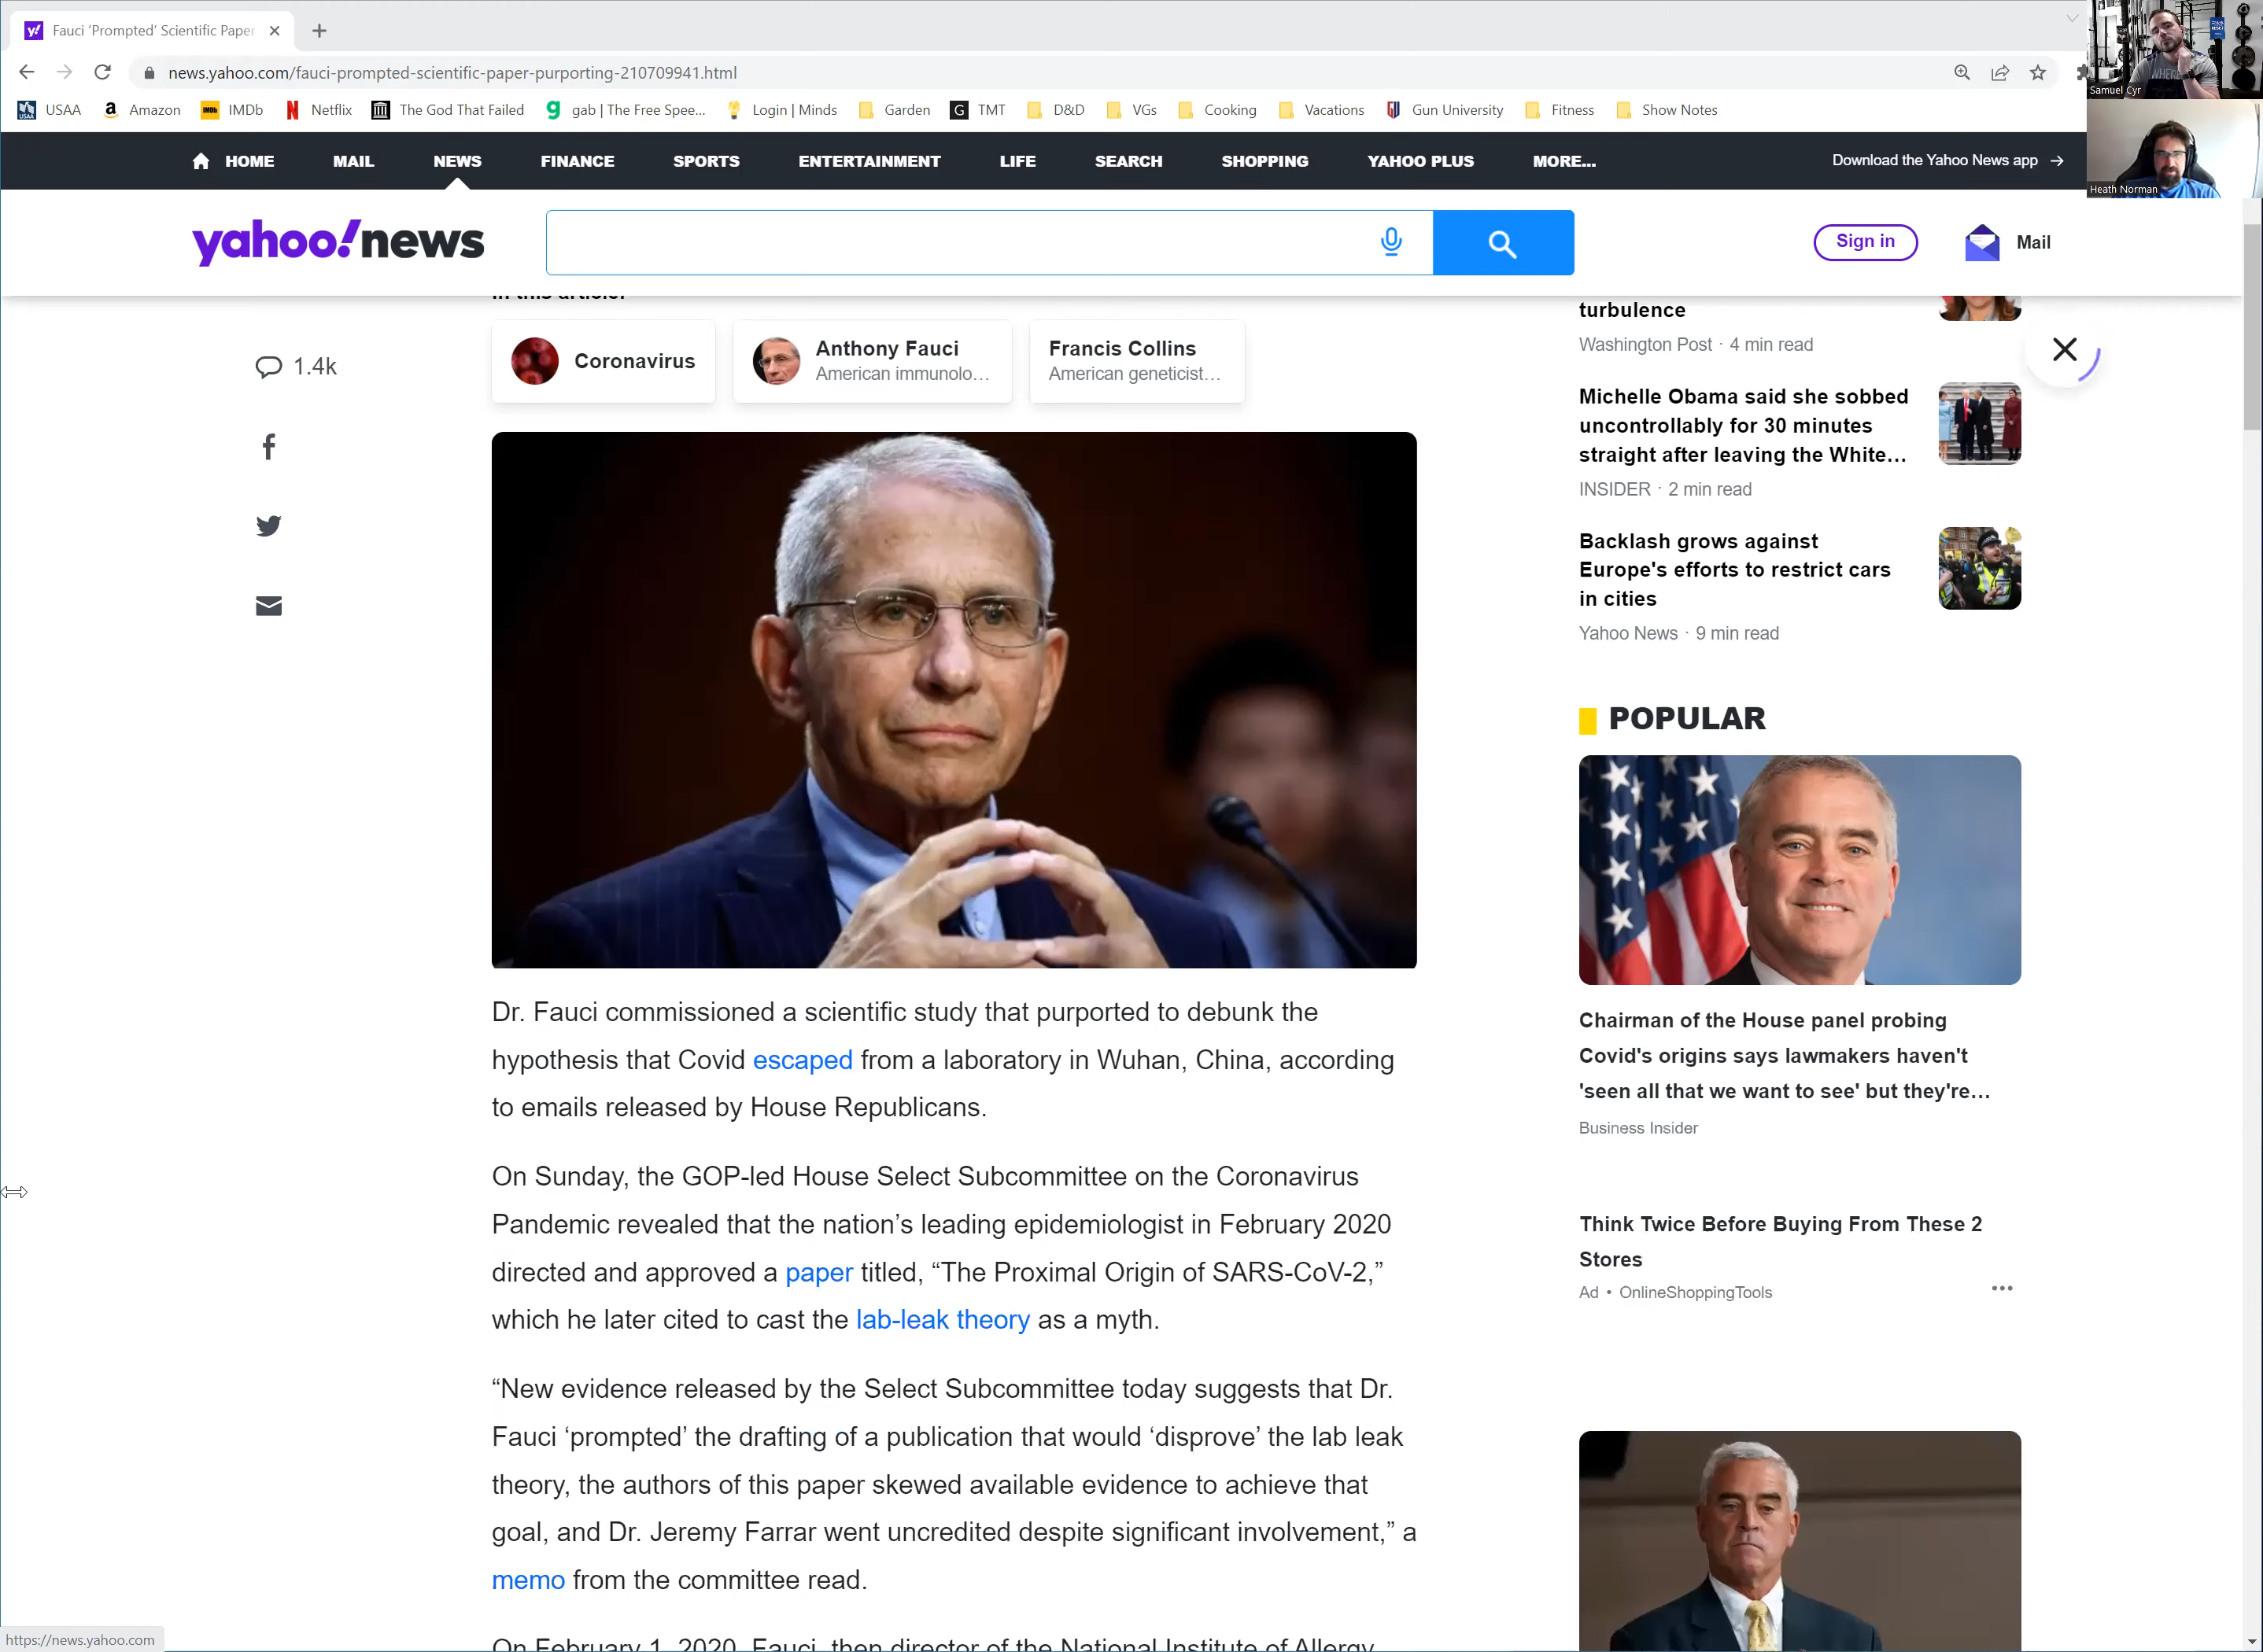 Fauci ‘Prompted’ Scientific Paper
news.yahoo.com/fauci-prompted-scientific-paper-purporting-210709941.html
USAA
USAA
Amazon
IMDb
IMDb
Netflix
The God That Failed
gab | The Free Spee...
Login | Minds
Garden
G TMT
D&D
VGs
Cooking
Vacations
Gun University
Fitness
Show Notes
Samuel Cyr
Heath Norman
HOME
MAIL
NEWS
FINANCE
SPORTS
ENTERTAINMENT
LIFE
SEARCH
SHOPPING
YAHOO PLUS
MORE...
Download the Yahoo News app
yahoo!news
Sign in
Mail
In this article:
1.4k
Coronavirus
Anthony Fauci
American immunolo…
Francis Collins
American geneticist…
Dr. Fauci commissioned a scientific study that purported to debunk the
hypothesis that Covid escaped from a laboratory in Wuhan, China, according
to emails released by House Republicans.
On Sunday, the GOP-led House Select Subcommittee on the Coronavirus
Pandemic revealed that the nation’s leading epidemiologist in February 2020
directed and approved a paper titled, “The Proximal Origin of SARS-CoV-2,”
which he later cited to cast the lab-leak theory as a myth.
“New evidence released by the Select Subcommittee today suggests that Dr.
Fauci ‘prompted’ the drafting of a publication that would ‘disprove’ the lab leak
theory, the authors of this paper skewed available evidence to achieve that
goal, and Dr. Jeremy Farrar went uncredited despite significant involvement,” a
memo from the committee read.
On February 1, 2020, Fauci, then director of the National Institute of Allergy
turbulence
Washington Post · 4 min read
Michelle Obama said she sobbed
uncontrollably for 30 minutes
straight after leaving the White…
INSIDER · 2 min read
Backlash grows against
Europe's efforts to restrict cars
in cities
Yahoo News · 9 min read
POPULAR
Chairman of the House panel probing
Covid's origins says lawmakers haven't
'seen all that we want to see' but they're…
Business Insider
Think Twice Before Buying From These 2
Stores
Ad • OnlineShoppingTools
https://news.yahoo.com